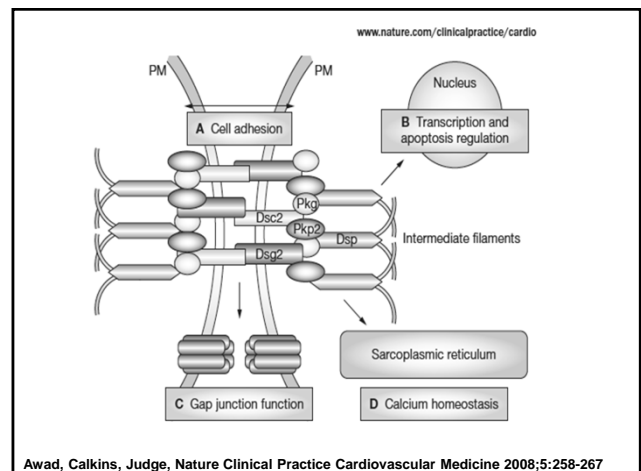 www.nature.com/clinicalpractice/cardio
PM
PM
Nucleus
A Cell adhesion
B Transcription and
apoptosis regulation
Pkg
Dsc2
Pkp2
Dsp
Intermediate filaments
Dsg2
Sarcoplasmic reticulum
C Gap junction function
D Calcium homeostasis
Awad, Calkins, Judge, Nature Clinical Practice Cardiovascular Medicine 2008;5:258-267